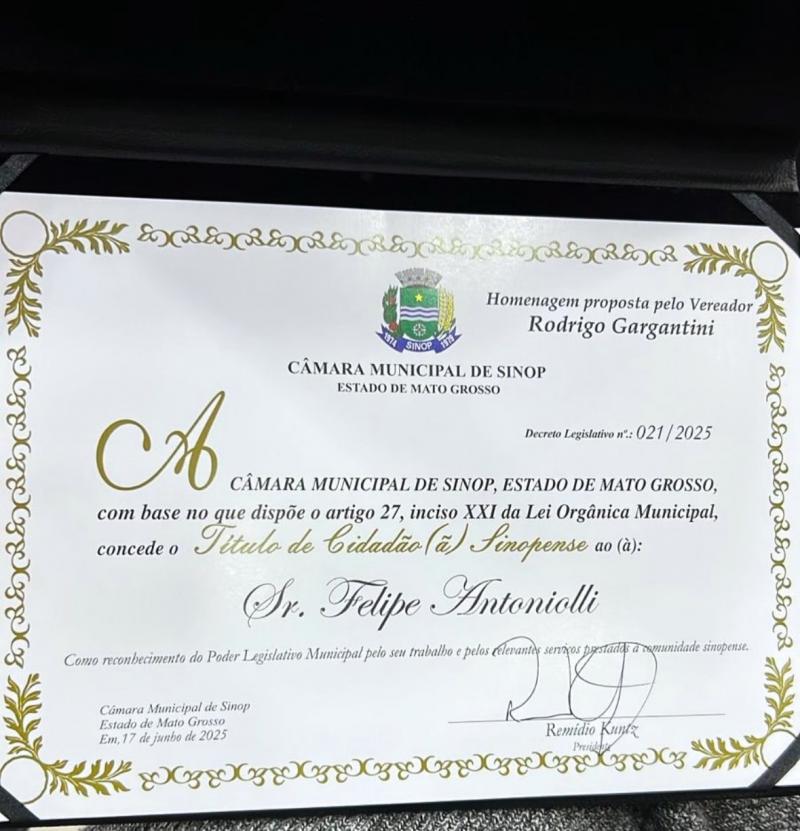 Homenagem proposta pelo Vereador
Rodrigo Gargantini
1974 SINOP 1979
CÂMARA MUNICIPAL DE SINOP
ESTADO DE MATO GROSSO
Decreto Legislativo nº.: 021/2025
A CÂMARA MUNICIPAL DE SINOP, ESTADO DE MATO GROSSO,
com base no que dispõe o artigo 27, inciso XXI da Lei Orgânica Municipal,
concede o Título de Cidadão(ã) Sinopense ao (à):
Sr. Felipe Antoniolli
Como reconhecimento do Poder Legislativo Municipal pelo seu trabalho e pelos relevantes serviços prestados à comunidade sinopense.
Câmara Municipal de Sinop
Estado de Mato Grosso
Em, 17 de junho de 2025
Remídio Kuntz
Presidente